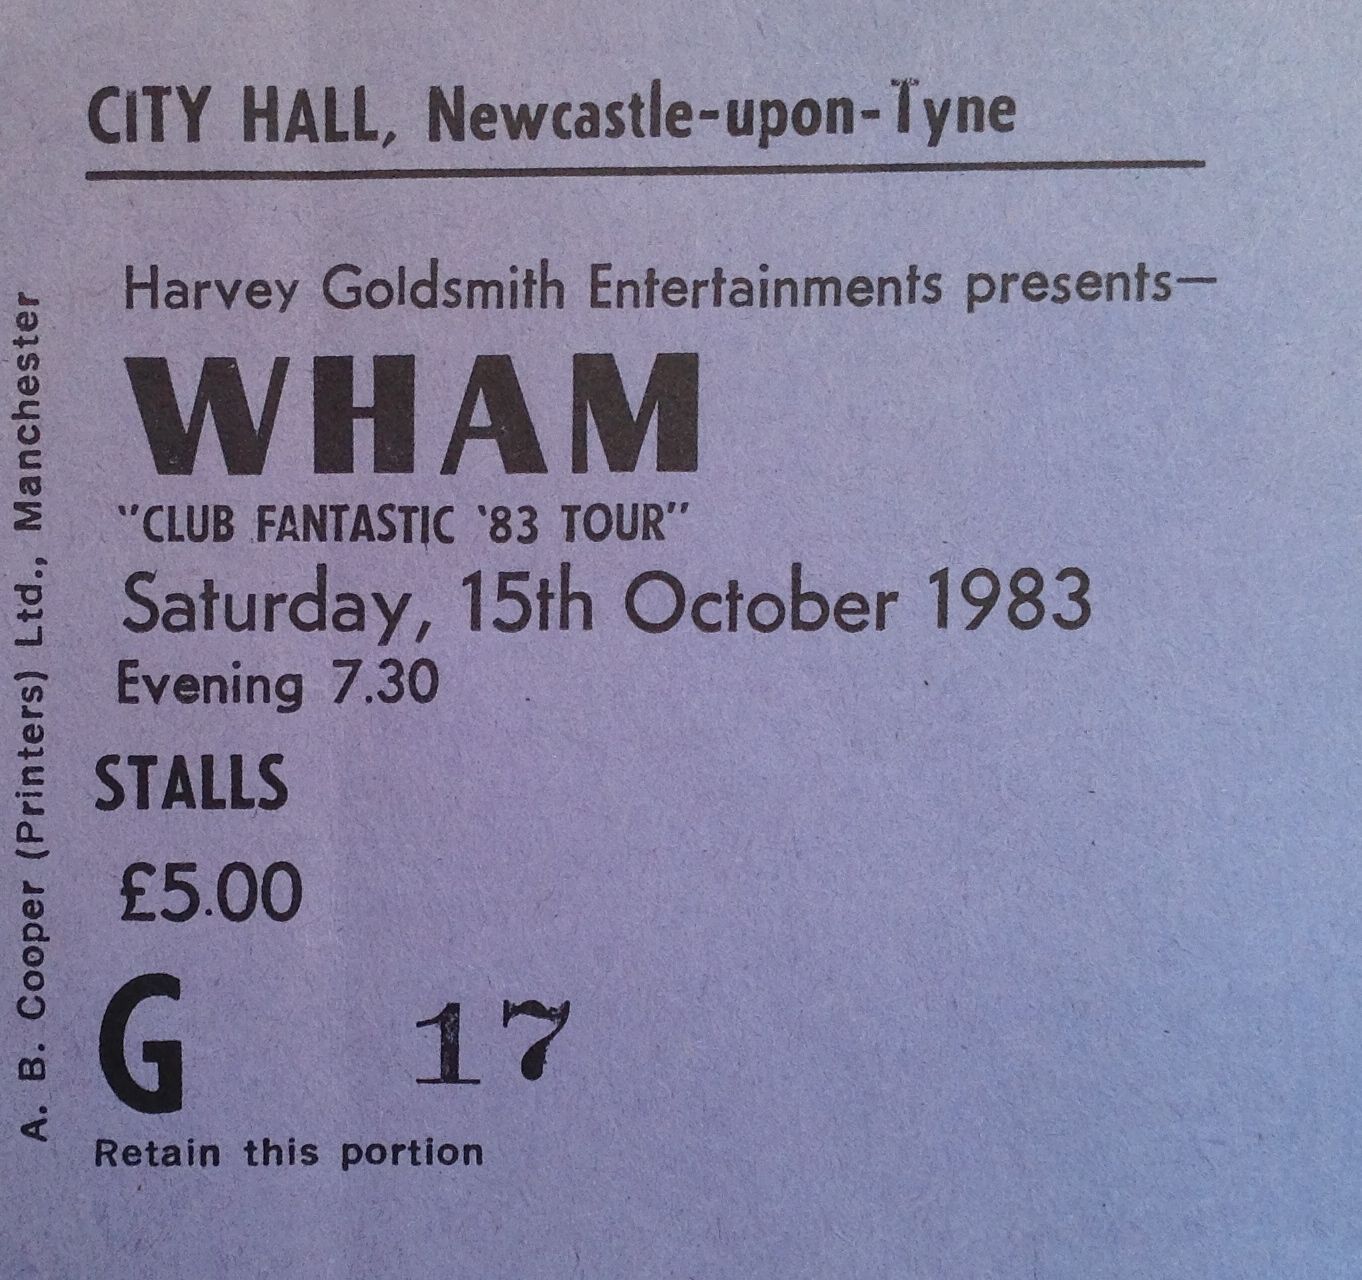 CITY HALL, Newcastle-upon-Tyne
Harvey Goldsmith Entertainments presents—
WHAM
"CLUB FANTASTIC '83 TOUR"
Saturday, 15th October 1983
Evening 7.30
STALLS
£5.00
G 17
Retain this portion
A. B. Cooper (Printers) Ltd., Manchester